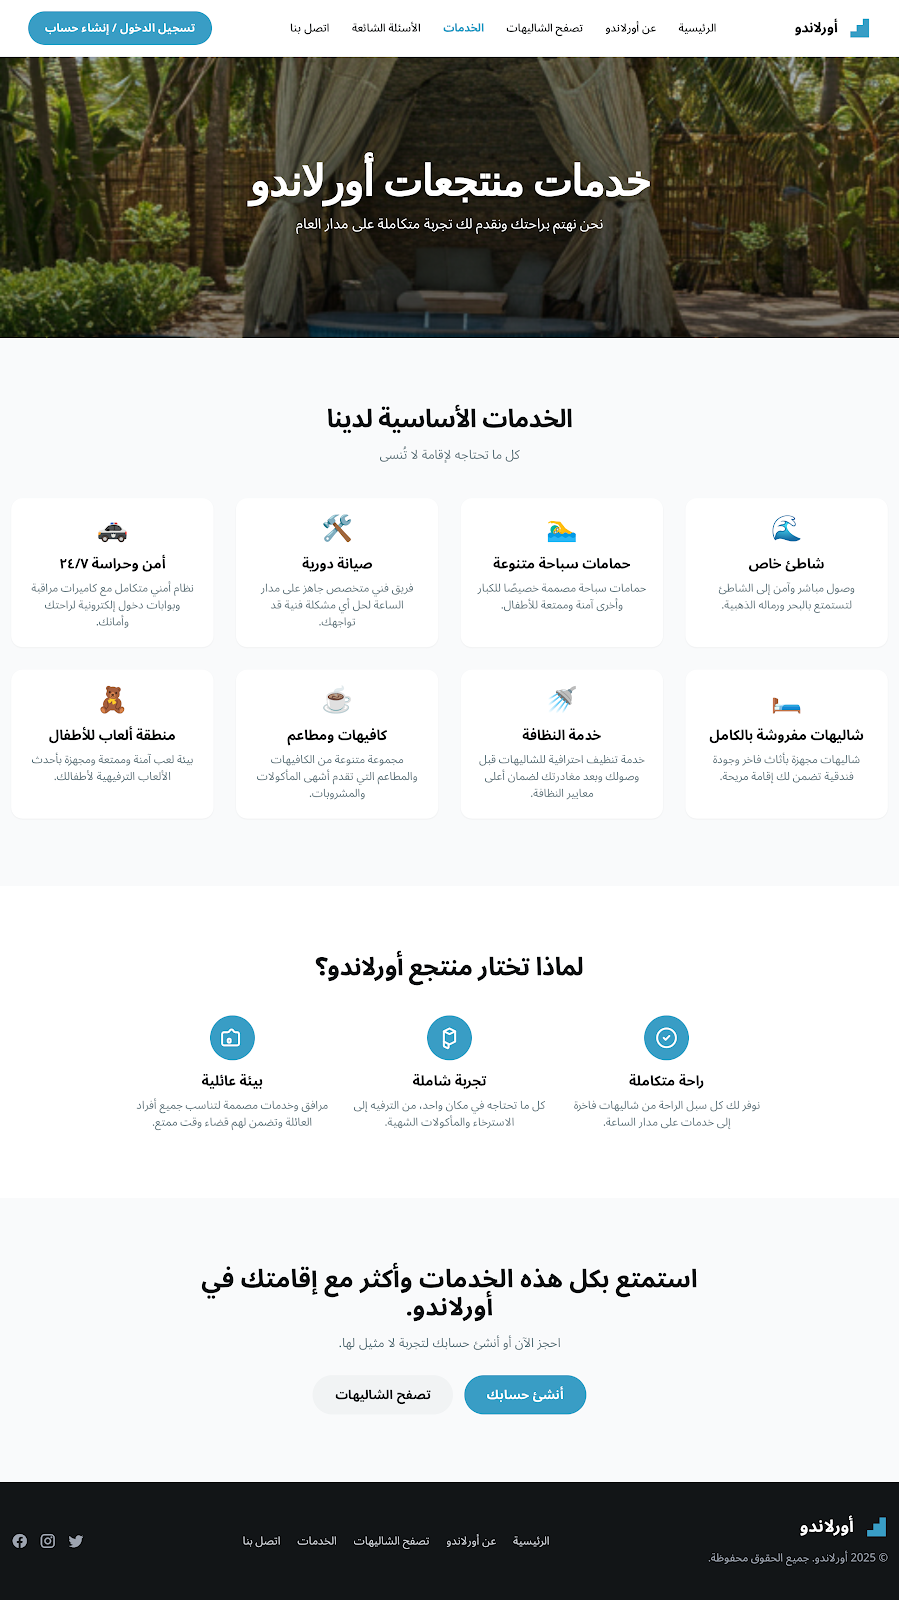 أورلاندو
الرئيسية
عن أورلاندو
تصفح الشاليهات
الخدمات
الأسئلة الشائعة
اتصل بنا
تسجيل الدخول / إنشاء حساب
خدمات منتجعات أورلاندو
نحن نهتم براحتك ونقدم لك تجربة متكاملة على مدار العام
الخدمات الأساسية لدينا
كل ما تحتاجه لإقامة لا تُنسى
شاطئ خاص
وصول مباشر وآمن إلى الشاطئ
لتستمتع بالبحر ورماله الذهبية.
حمامات سباحة متنوعة
حمامات سباحة مصممة خصيصًا للكبار
وأخرى آمنة وممتعة للأطفال.
صيانة دورية
فريق فني متخصص جاهز على مدار
الساعة لحل أي مشكلة فنية قد
تواجهك.
أمن وحراسة ٢٤/٧
نظام أمني متكامل مع كاميرات مراقبة
وبوابات دخول إلكترونية لراحتك
وأمانك.
شاليهات مفروشة بالكامل
شاليهات مجهزة بأثاث فاخر وجودة
فندقية تضمن لك إقامة مريحة.
خدمة النظافة
خدمة تنظيف احترافية للشاليهات قبل
وصولك وبعد مغادرتك لضمان أعلى
معايير النظافة.
كافيهات ومطاعم
مجموعة متنوعة من الكافيهات
والمطاعم التي تقدم أشهى المأكولات
والمشروبات.
منطقة ألعاب للأطفال
بيئة لعب آمنة وممتعة ومجهزة بأحدث
الألعاب الترفيهية لأطفالك.
لماذا تختار منتجع أورلاندو؟
راحة متكاملة
نوفر لك كل سبل الراحة من شاليهات فاخرة
إلى خدمات على مدار الساعة.
تجربة شاملة
كل ما تحتاجه في مكان واحد، من الترفيه إلى
الاسترخاء والمأكولات الشهية.
بيئة عائلية
مرافق وخدمات مصممة لتناسب جميع أفراد
العائلة وتضمن لهم قضاء وقت ممتع.
استمتع بكل هذه الخدمات وأكثر مع إقامتك في
أورلاندو.
احجز الآن أو أنشئ حسابك لتجربة لا مثيل لها.
أنشئ حسابك
تصفح الشاليهات
أورلاندو
© 2025 أورلاندو. جميع الحقوق محفوظة.
الرئيسية
عن أورلاندو
تصفح الشاليهات
الخدمات
اتصل بنا